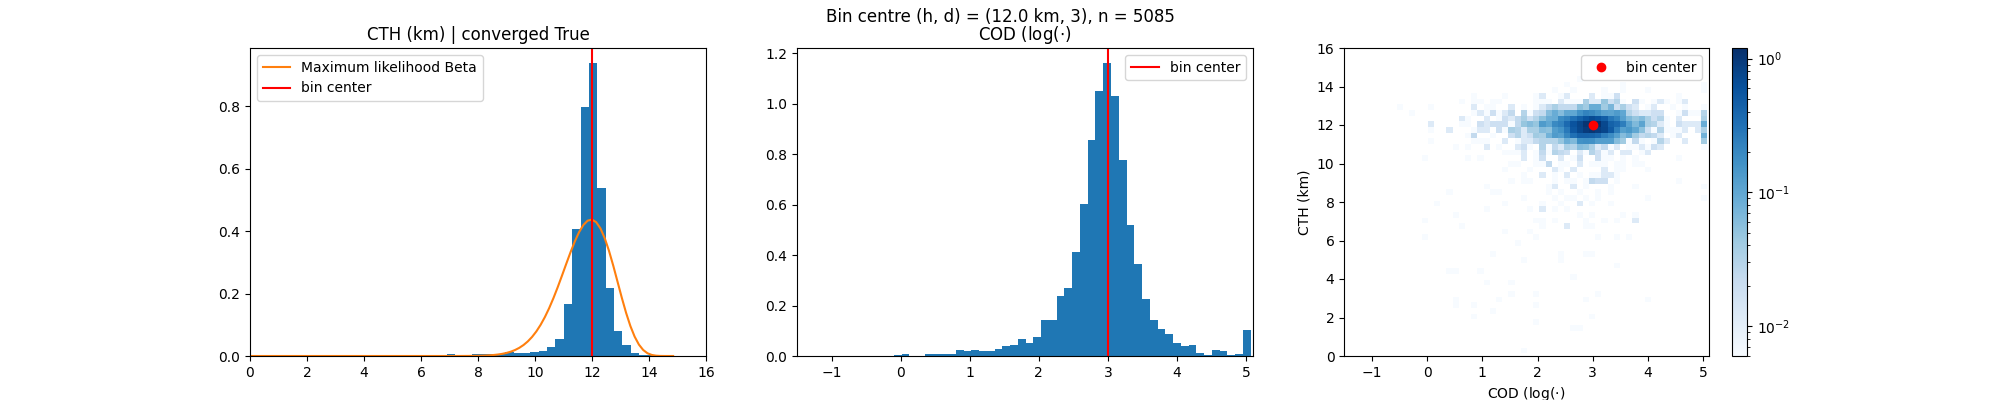 Bin centre (h, d) = (12.0 km, 3), n = 5085
CTH (km) | converged True
Maximum likelihood Beta
bin center
0.8
0.6
0.4
0.2
0.0
0 2 4 6 8 10 12 14 16
COD (log(·)
bin center
1.2
1.0
0.8
0.6
0.4
0.2
0.0
−1 0 1 2 3 4 5
bin center
CTH (km)
16
14
12
10
8
6
4
2
0
−1 0 1 2 3 4 5
COD (log(·)
10⁰
10⁻¹
10⁻²